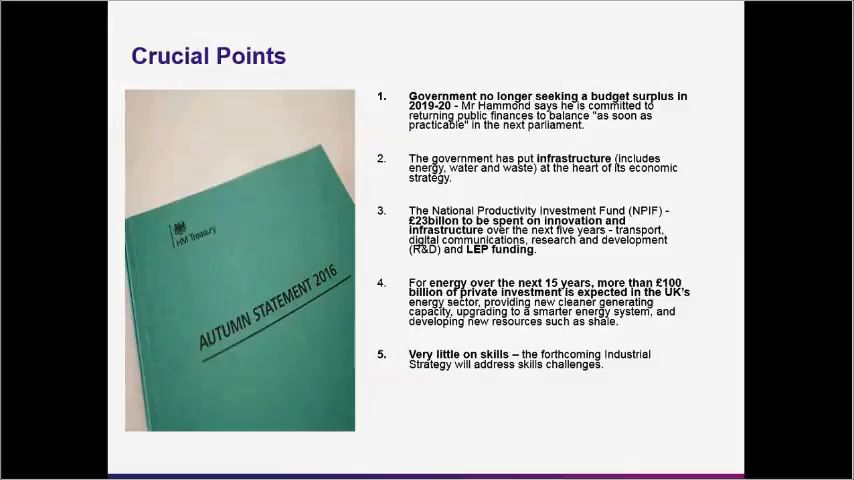 Crucial Points
HM Treasury
AUTUMN STATEMENT 2016
1. Government no longer seeking a budget surplus in
2019-20 - Mr Hammond says he is committed to
returning public finances to balance "as soon as
practicable" in the next parliament.
2. The government has put infrastructure (includes
energy, water and waste) at the heart of its economic
strategy.
3. The National Productivity Investment Fund (NPIF) -
£23billon to be spent on innovation and
infrastructure over the next five years - transport,
digital communications, research and development
(R&D) and LEP funding.
4. For energy over the next 15 years, more than £100
billion of private investment is expected in the UK's
energy sector, providing new cleaner generating
capacity, upgrading to a smarter energy system, and
developing new resources such as shale.
5. Very little on skills – the forthcoming Industrial
Strategy will address skills challenges.